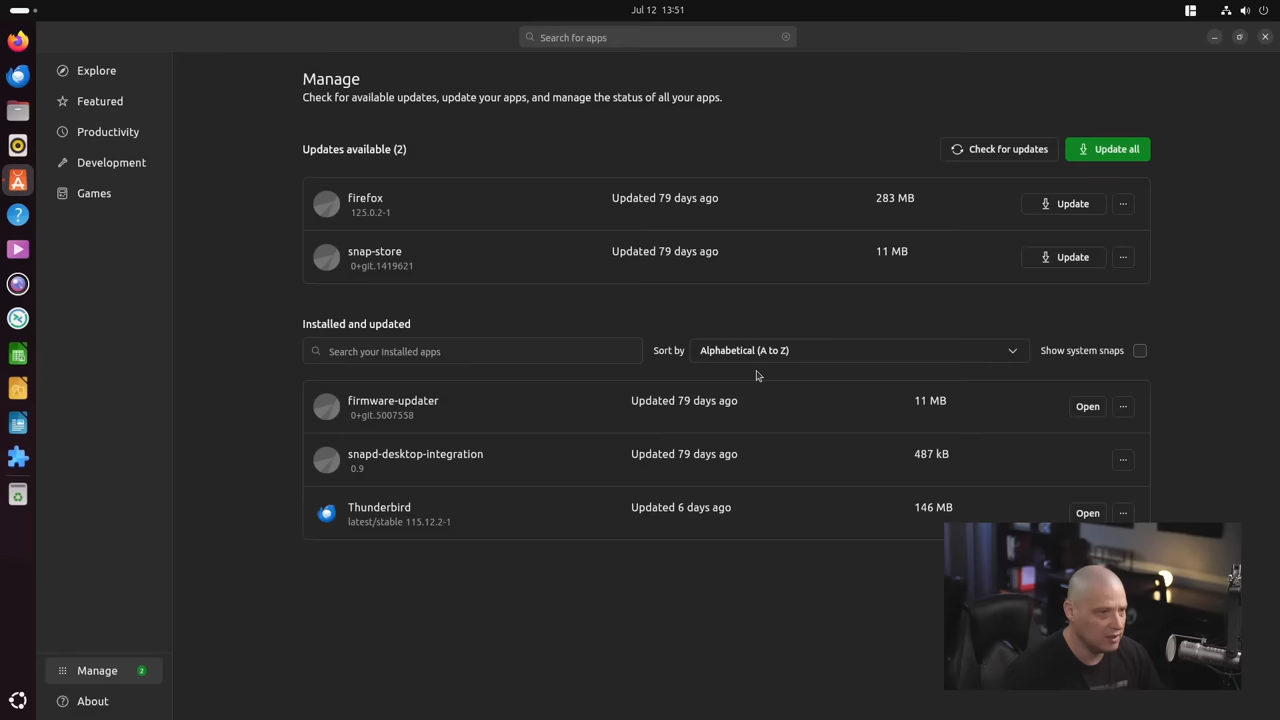 Jul 12 13:51
Search for apps
Explore
Featured
Productivity
Development
Games
Manage
2
About
Manage
Check for available updates, update your apps, and manage the status of all your apps.
Updates available (2)
Check for updates
Update all
firefox
125.0.2-1
Updated 79 days ago
283 MB
Update
snap-store
0+git.1419621
Updated 79 days ago
11 MB
Update
Installed and updated
Search your installed apps
Sort by
Alphabetical (A to Z)
Show system snaps
firmware-updater
0+git.5007558
Updated 79 days ago
11 MB
Open
snapd-desktop-integration
0.9
Updated 79 days ago
487 kB
Thunderbird
latest/stable 115.12.2-1
Updated 6 days ago
146 MB
Open